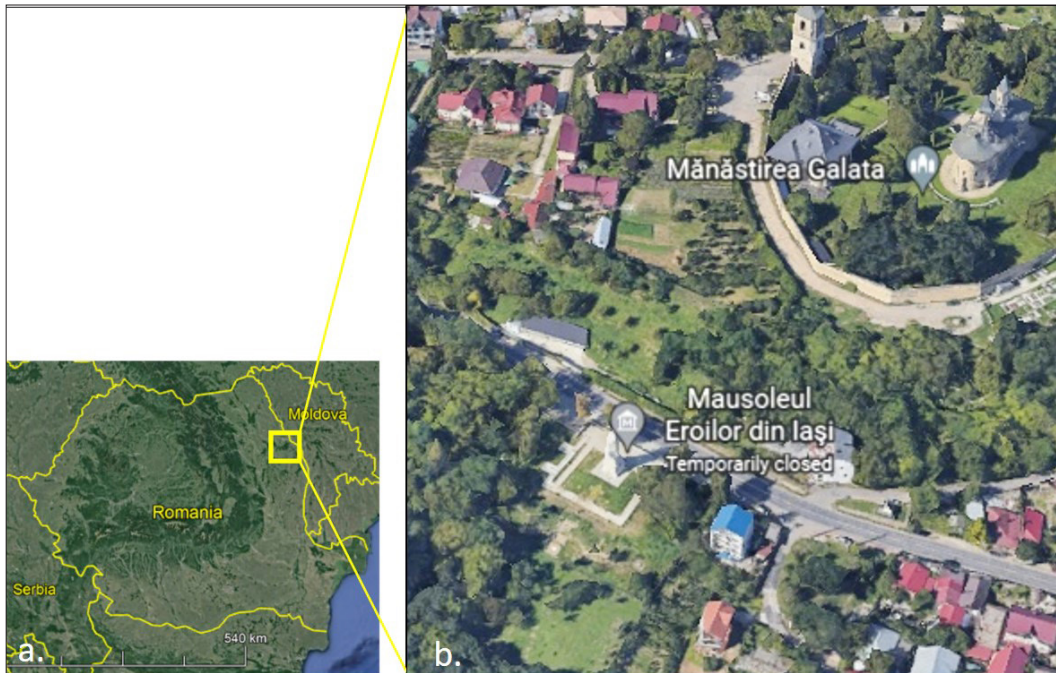 Moldova
Romania
Serbia
540 km
a.
Mănăstirea Galata
Mausoleul
Eroilor din Iași
Temporarily closed
b.